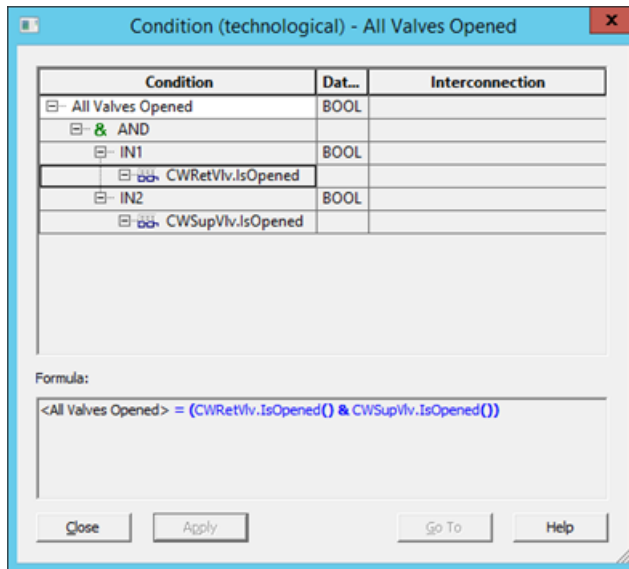 Condition (technological) - All Valves Opened
x
Condition Dat... Interconnection
All Valves Opened BOOL
& AND
IN1 BOOL
CWRetVlv.IsOpened
IN2 BOOL
CWSupVlv.IsOpened
Formula:
<All Valves Opened> = (CWRetVlv.IsOpened() & CWSupVlv.IsOpened())
Close Apply Go To Help